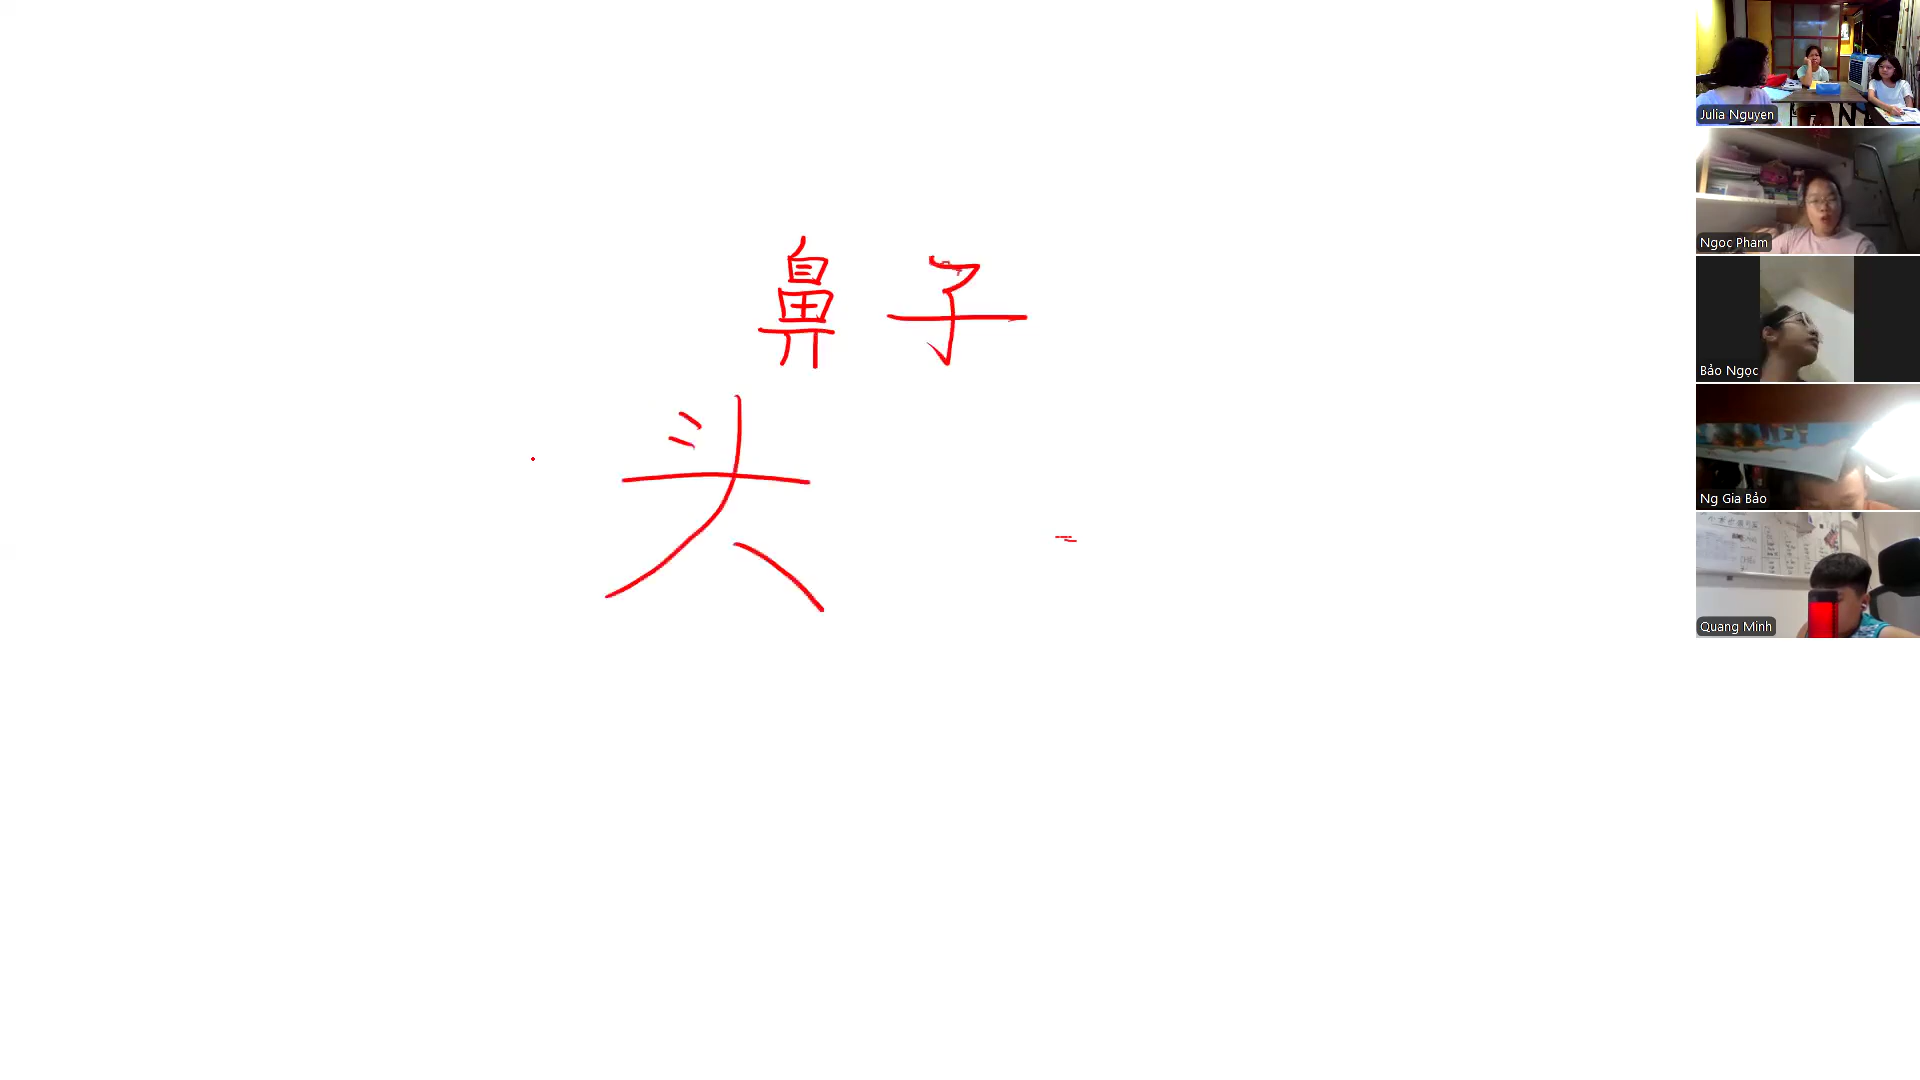 鼻子
头
Julia Nguyen
Ngoc Pham
Bảo Ngọc
Ng Gia Bảo
Quang Minh